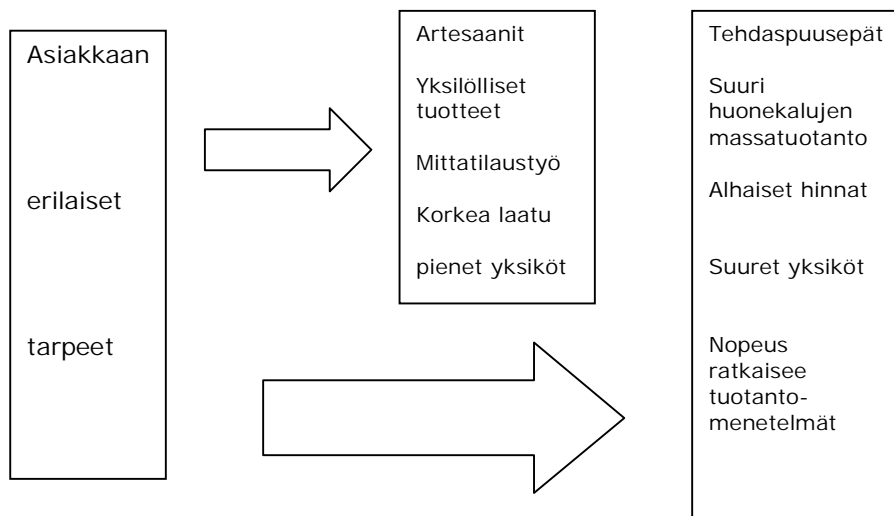 Asiakkaan
erilaiset
tarpeet
Artesaanit
Yksilölliset
tuotteet
Mittatilaustyö
Korkea laatu
pienet yksiköt
Tehdaspuusepät
Suuri
huonekalujen
massatuotanto
Alhaiset hinnat
Suuret yksiköt
Nopeus
ratkaisee
tuotanto-
menetelmät